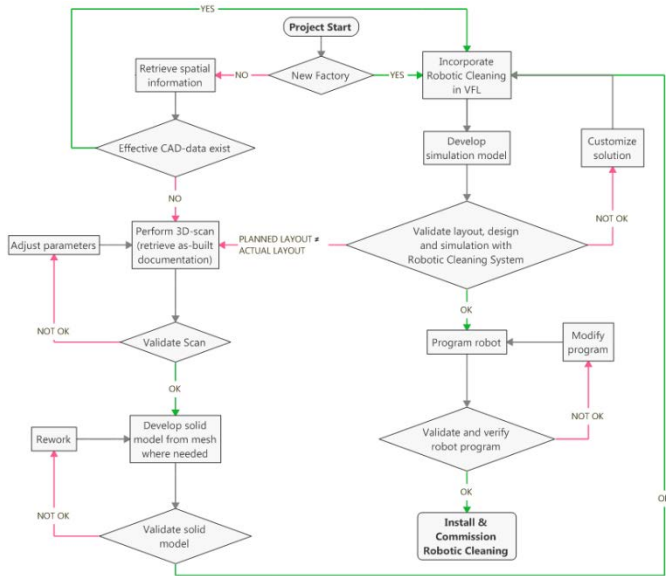 YES
Project Start
Retrieve spatial
information
NO
New Factory
YES
Incorporate
Robotic Cleaning
in VFL
Effective CAD-data exist
Develop
simulation model
Customize
solution
NO
NOT OK
Adjust parameters
Perform 3D-scan
(retrieve as-built
documentation)
PLANNED LAYOUT ≠
ACTUAL LAYOUT
Validate layout, design
and simulation with
Robotic Cleaning System
OK
NOT OK
Validate Scan
Program robot
Modify
program
OK
NOT OK
Rework
Develop solid
model from mesh
where needed
Validate and verify
robot program
OK
NOT OK
OK
Validate solid
model
Install &
Commission
Robotic Cleaning